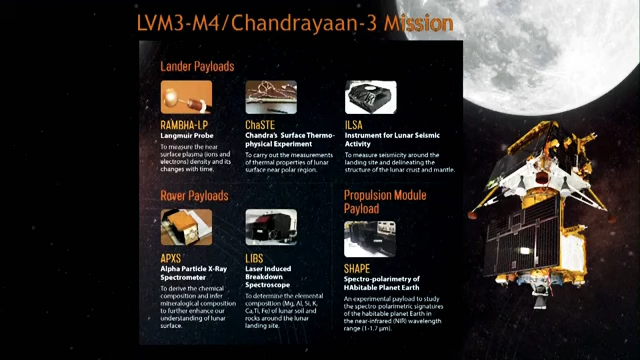 LVM3-M4/Chandrayaan-3 Mission
Lander Payloads
RAMBHA-LP
Langmuir Probe
To measure the near
surface plasma (ions and
electrons) density and its
changes with time.
ChaSTE
Chandra's Surface Thermo-
physical Experiment
To carry out the measurements
of thermal properties of lunar
surface near polar region.
ILSA
Instrument for Lunar Seismic
Activity
To measure seismicity around the
landing site and delineating the
structure of the lunar crust and mantle.
Rover Payloads
APXS
Alpha Particle X-Ray
Spectrometer
To derive the chemical
composition and infer
mineralogical composition
to further enhance our
understanding of lunar
surface.
LIBS
Laser Induced
Breakdown
Spectroscope
To determine the elemental
composition (Mg, Al, Si, K,
Ca,Ti, Fe) of lunar soil and
rocks around the lunar
landing site.
Propulsion Module
Payload
SHAPE
Spectro-polarimetry of
HAbitable Planet Earth
An experimental payload to study
the spectro-polarimetric signatures
of the habitable planet Earth in
the near-infrared (NIR) wavelength
range (1-1.7 μm).